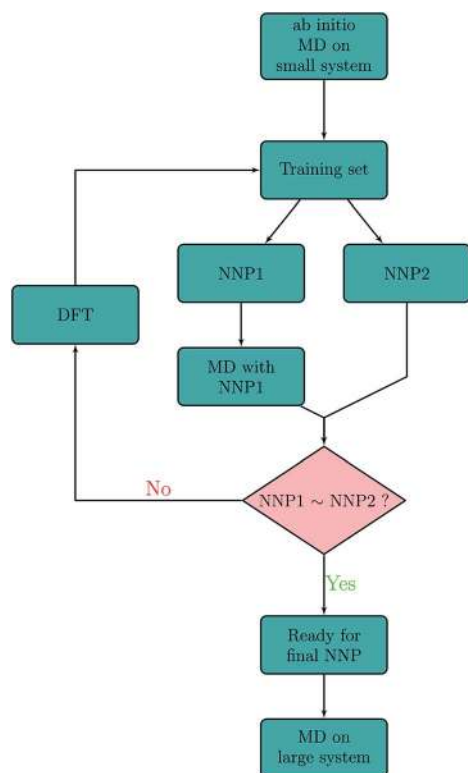 ab initio
MD on
small system
Training set
NNP1
NNP2
DFT
MD with
NNP1
NNP1 ∼ NNP2 ?
No
Yes
Ready for
final NNP
MD on
large system